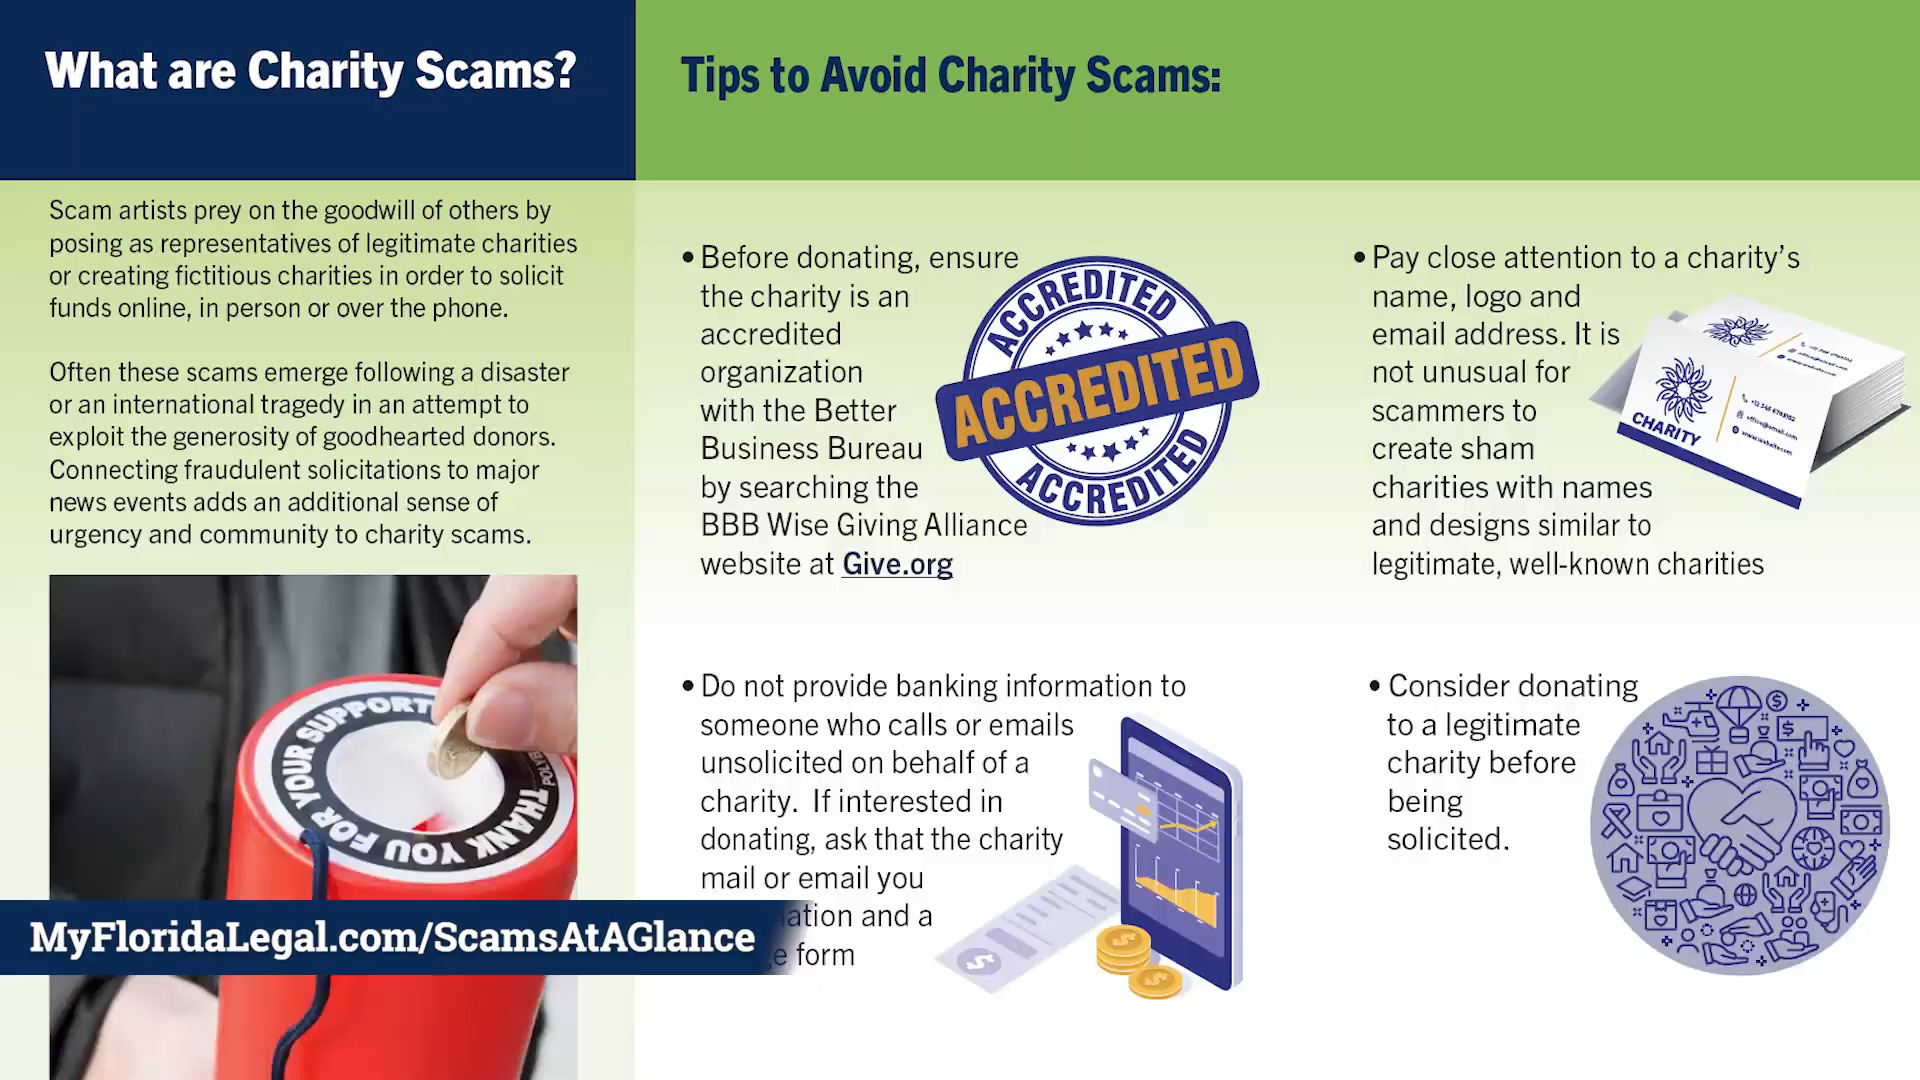 What are Charity Scams?
Scam artists prey on the goodwill of others by
posing as representatives of legitimate charities
or creating fictitious charities in order to solicit
funds online, in person or over the phone.
Often these scams emerge following a disaster
or an international tragedy in an attempt to
exploit the generosity of goodhearted donors.
Connecting fraudulent solicitations to major
news events adds an additional sense of
urgency and community to charity scams.
THANK YOU FOR YOUR SUPPORT
MyFloridaLegal.com/ScamsAtAGlance
Tips to Avoid Charity Scams:
• Before donating, ensure
the charity is an
accredited
organization
with the Better
Business Bureau
by searching the
BBB Wise Giving Alliance
website at Give.org
ACCREDITED
ACCREDITED
ACCREDITED
• Pay close attention to a charity’s
name, logo and
email address. It is
not unusual for
scammers to
create sham
charities with names
and designs similar to
legitimate, well-known charities
CHARITY
• Do not provide banking information to
someone who calls or emails
unsolicited on behalf of a
charity. If interested in
donating, ask that the charity
mail or email you
and a
form
• Consider donating
to a legitimate
charity before
being
solicited.